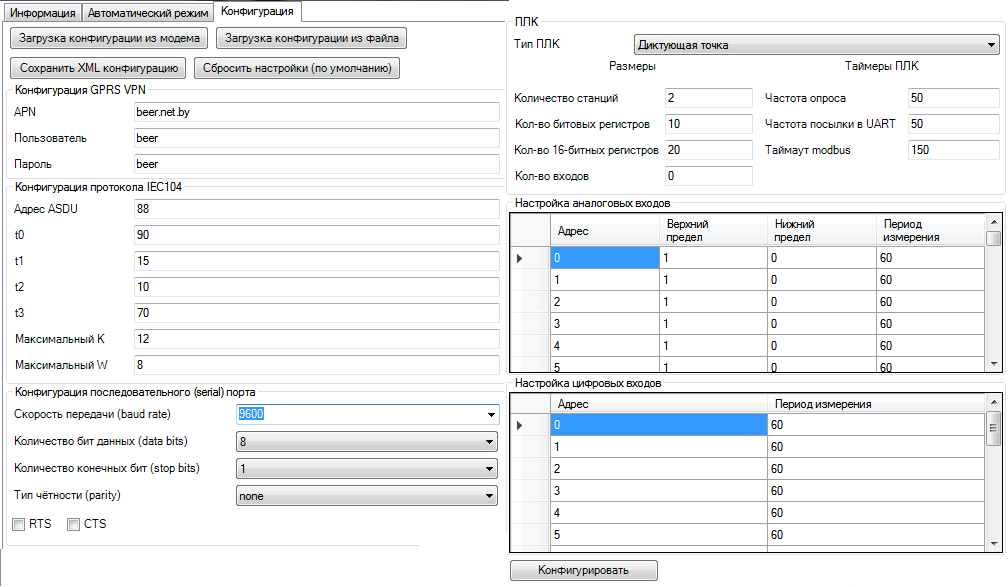 Информация Автоматический режим Конфигурация
Загрузка конфигурации из модема Загрузка конфигурации из файла
Сохранить XML конфигурацию Сбросить настройки (по умолчанию)
Конфигурация GPRS VPN
APN beer.net.by
Пользователь beer
Пароль beer
Конфигурация протокола IEC104
Адрес ASDU 88
t0 90
t1 15
t2 10
t3 70
Максимальный K 12
Максимальный W 8
Конфигурация последовательного (serial) порта
Скорость передачи (baud rate) 9600
Количество бит данных (data bits) 8
Количество конечных бит (stop bits) 1
Тип чётности (parity) none
RTS CTS
ПЛК
Тип ПЛК Диктующая точка
Размеры Таймеры ПЛК
Количество станций 2 Частота опроса 50
Кол-во битовых регистров 10 Частота посылки в UART 50
Кол-во 16-битных регистров 20 Таймаут modbus 150
Кол-во входов 0
Настройка аналоговых входов
Адрес Верхний предел Нижний предел Период измерения
0 1 0 60
1 1 0 60
2 1 0 60
3 1 0 60
4 1 0 60
5 1 0 60
Настройка цифровых входов
Адрес Период измерения
0 60
1 60
2 60
3 60
4 60
5 60
Конфигурировать